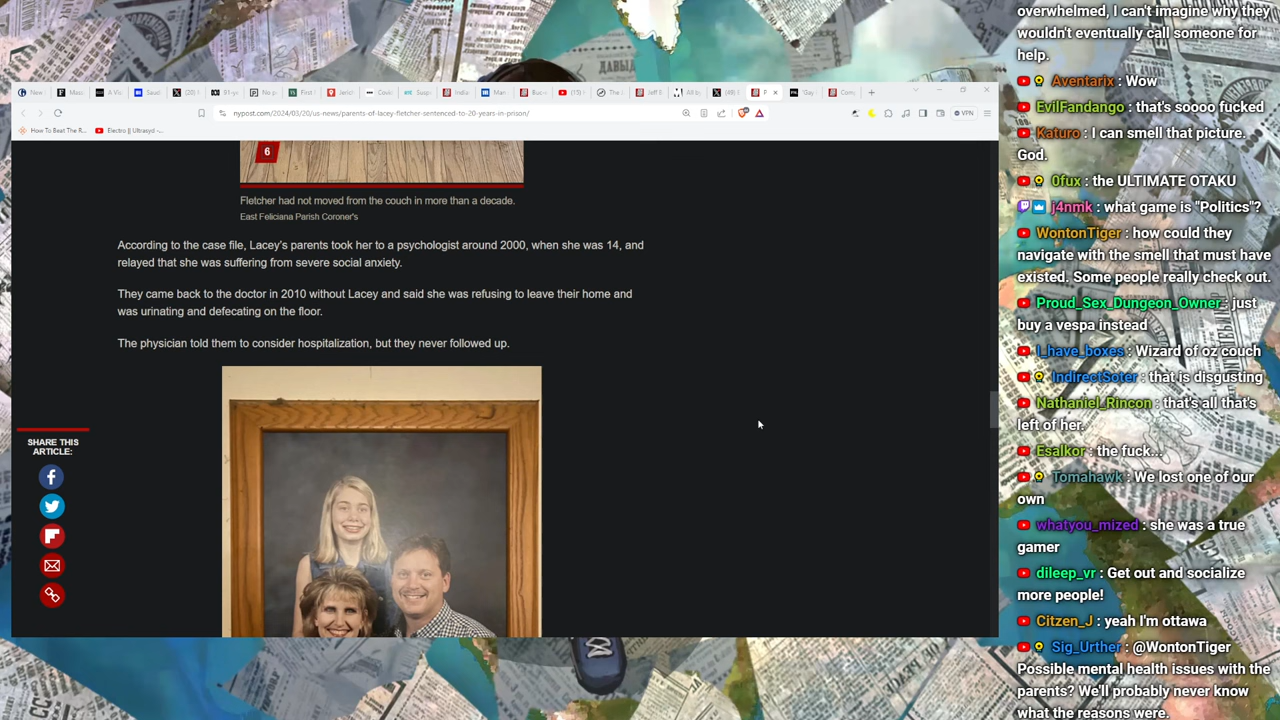 nypost.com/2024/03/20/us-news/parents-of-lacey-fletcher-sentenced-to-20-years-in-prison/
VPN
How To Beat The R...
Electro || Ultrasyd -...
6
Fletcher had not moved from the couch in more than a decade.
East Feliciana Parish Coroner's
According to the case file, Lacey's parents took her to a psychologist around 2000, when she was 14, and
relayed that she was suffering from severe social anxiety.
They came back to the doctor in 2010 without Lacey and said she was refusing to leave their home and
was urinating and defecating on the floor.
The physician told them to consider hospitalization, but they never followed up.
SHARE THIS
ARTICLE:
overwhelmed, I can't imagine why they
wouldn't eventually call someone for
help.
Aventarix : Wow
EvilFandango : that's soooo fucked
Katuro : I can smell that picture.
God.
0fux : the ULTIMATE OTAKU
j4nmk : what game is "Politics"?
WontonTiger : how could they
navigate with the smell that must have
existed. Some people really check out.
Proud_Sex_Dungeon_Owner : just
buy a vespa instead
I_have_boxes : Wizard of oz couch
IndirectSoter : that is disgusting
Nathaniel_Rincon : that's all that's
left of her.
Esalkor : the fuck...
Tomahawk : We lost one of our
own
whatyou_mized : she was a true
gamer
dileep_vr : Get out and socialize
more people!
Citzen_J : yeah I'm ottawa
Sig_Urther : @WontonTiger
Possible mental health issues with the
parents? We'll probably never know
what the reasons were.